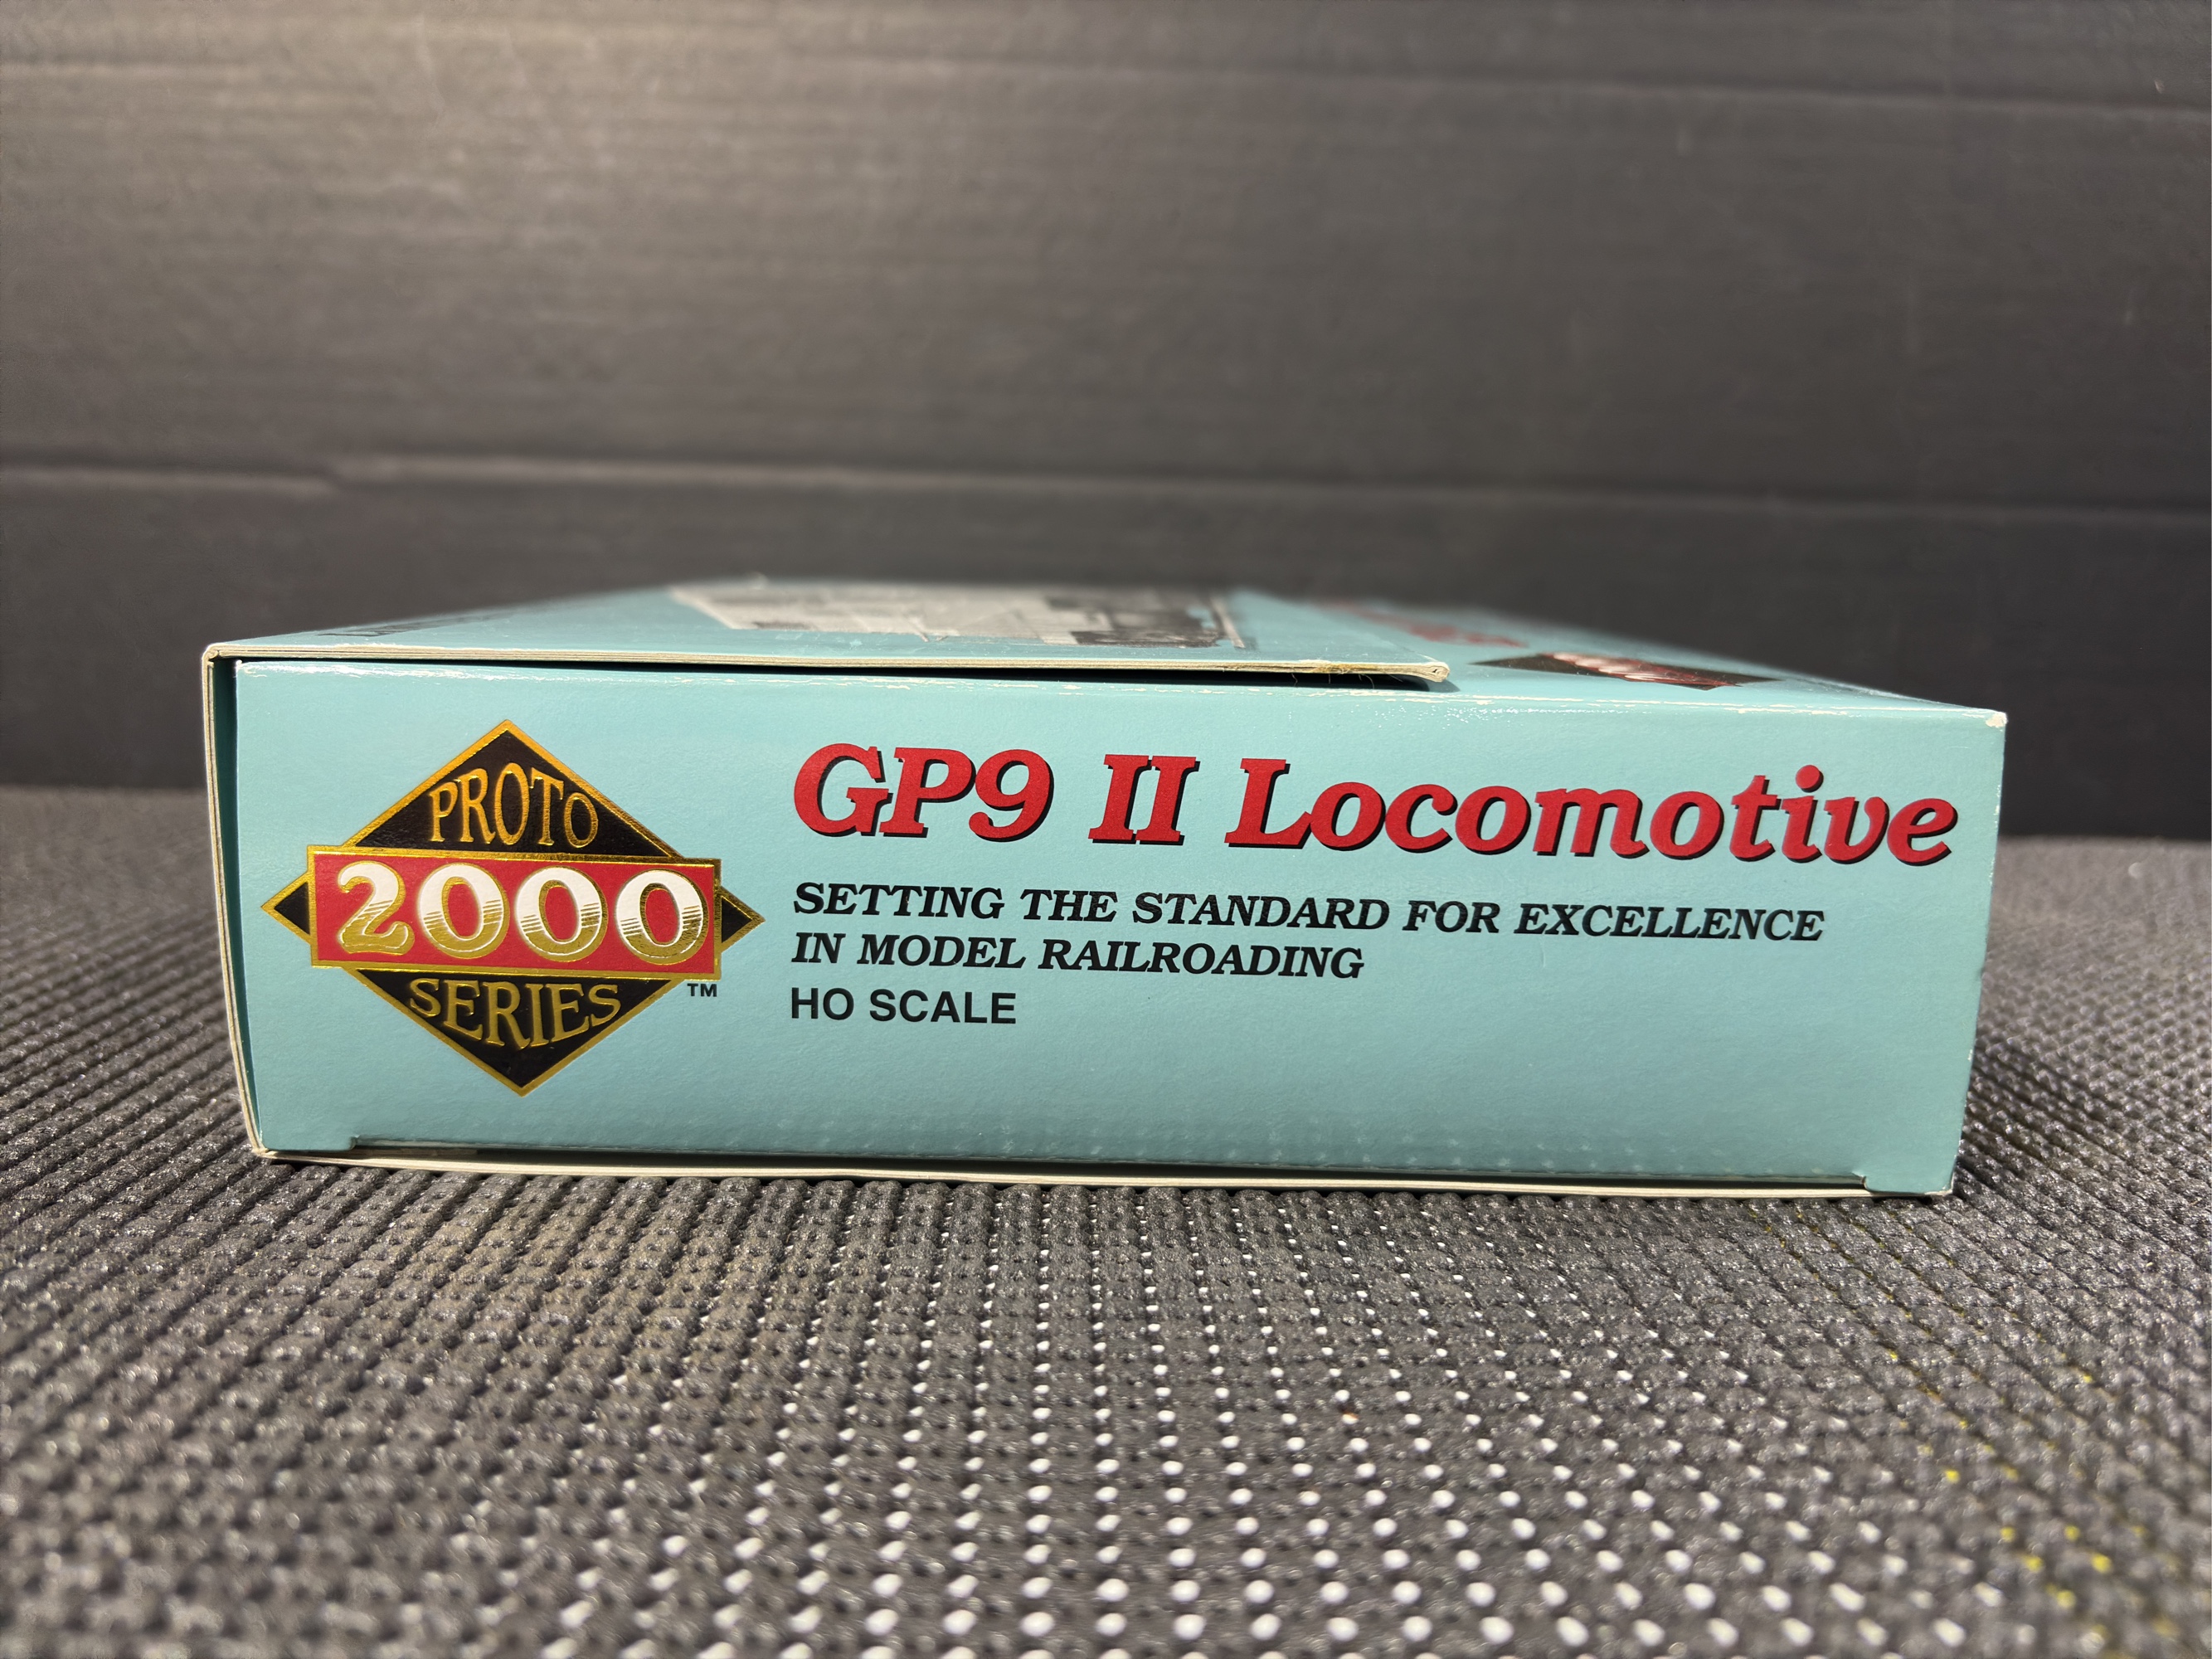 PROTO
2000
SERIES
TM
GP9 II Locomotive
SETTING THE STANDARD FOR EXCELLENCE
IN MODEL RAILROADING
HO SCALE